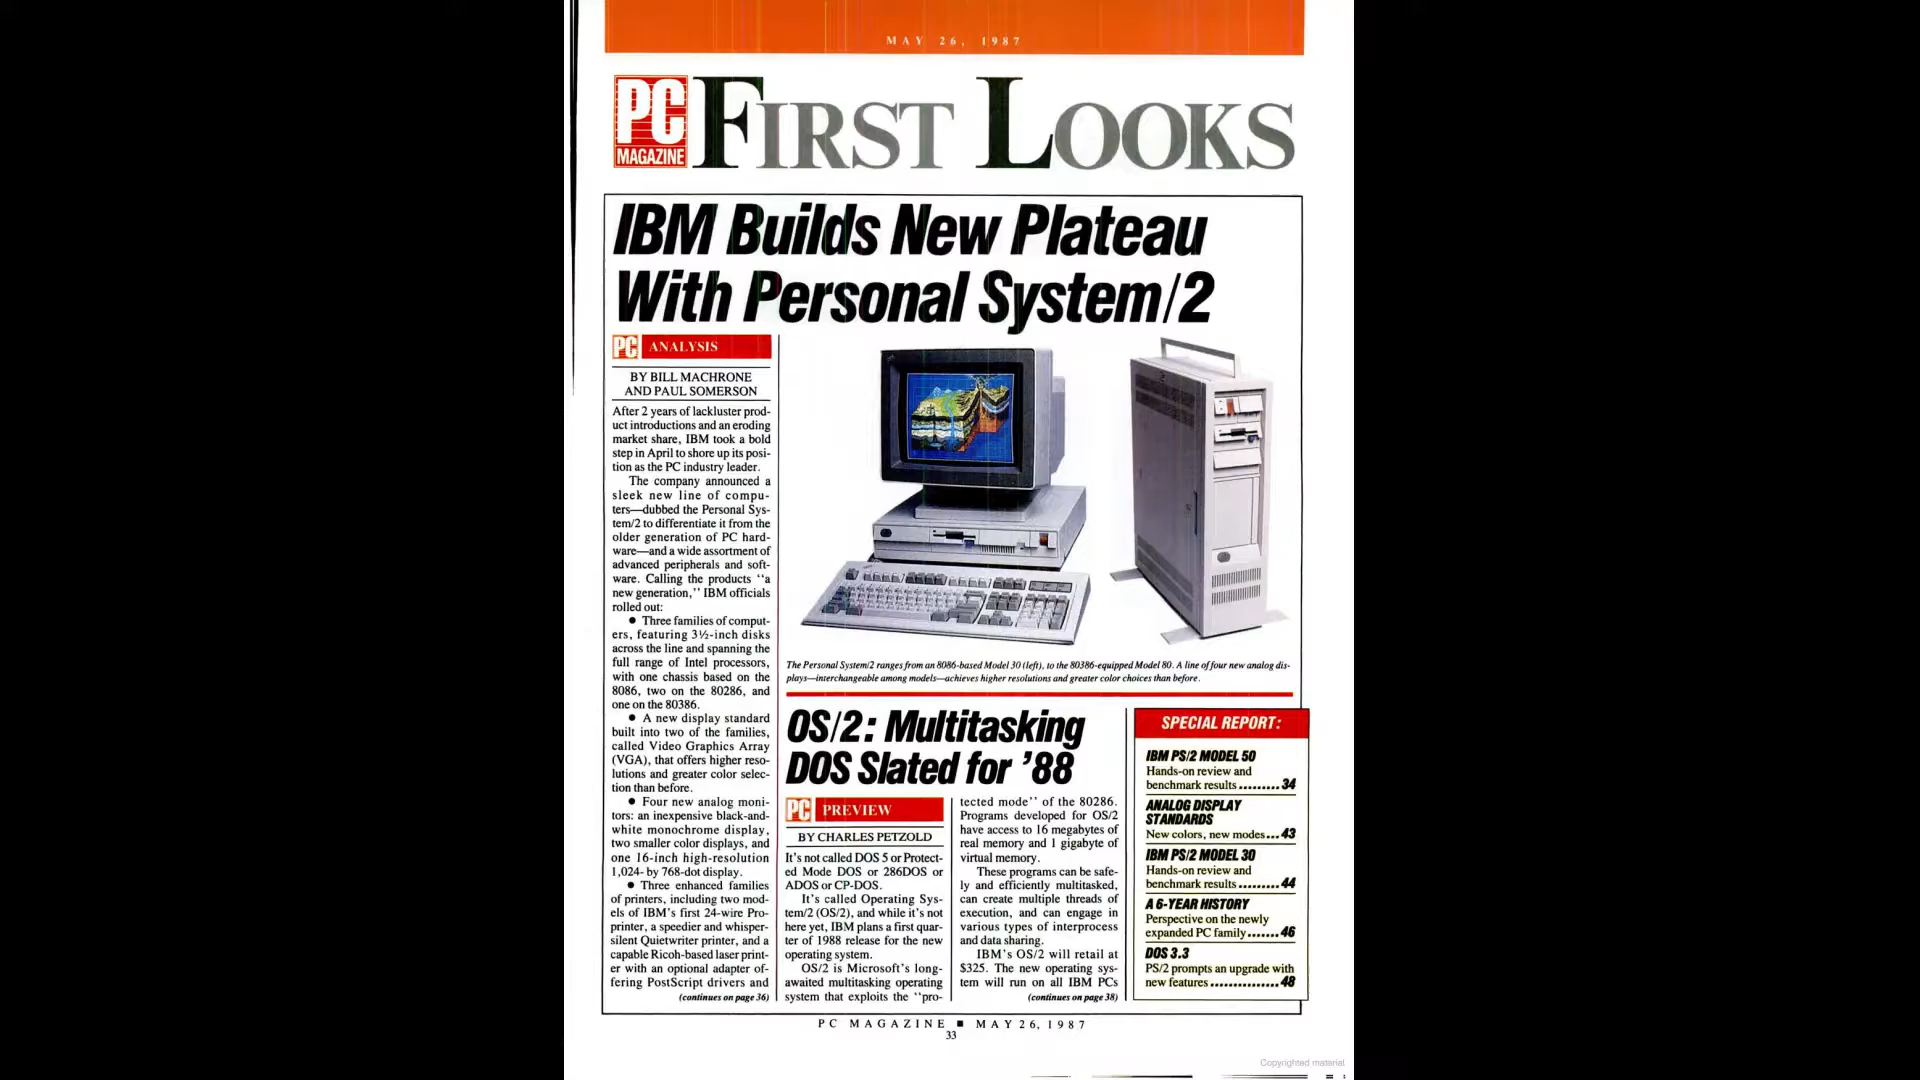 MAY 26, 1987
PC
MAGAZINE
FIRST LOOKS
IBM Builds New Plateau
With Personal System/2
PC ANALYSIS
BY BILL MACHRONE
AND PAUL SOMERSON
After 2 years of lackluster prod-
uct introductions and an eroding
market share, IBM took a bold
step in April to shore up its posi-
tion as the PC industry leader.
The company announced a
sleek new line of compu-
ters—dubbed the Personal Sys-
tem/2 to differentiate it from the
older generation of PC hard-
ware—and a wide assortment of
advanced peripherals and soft-
ware. Calling the products ‘‘a
new generation,’’ IBM officials
rolled out:
● Three families of comput-
ers, featuring 3½-inch disks
across the line and spanning the
full range of Intel processors,
with one chassis based on the
8086, two on the 80286, and
one on the 80386.
● A new display standard
built into two of the families,
called Video Graphics Array
(VGA), that offers higher reso-
lutions and greater color selec-
tion than before.
● Four new analog moni-
tors: an inexpensive black-and-
white monochrome display,
two smaller color displays, and
one 16-inch high-resolution
1,024- by 768-dot display.
● Three enhanced families
of printers, including two mod-
els of IBM's first 24-wire Pro-
printer, a speedier and whisper-
silent Quietwriter printer, and a
capable Ricoh-based laser print-
er with an optional adapter of-
fering PostScript drivers and
(continues on page 36)
The Personal System/2 ranges from an 8086-based Model 30 (left), to the 80386-equipped Model 80. A line of four new analog dis-
plays—interchangeable among models—achieves higher resolutions and greater color choices than before.
OS/2: Multitasking
DOS Slated for ’88
PC PREVIEW
BY CHARLES PETZOLD
It's not called DOS 5 or Protect-
ed Mode DOS or 286DOS or
ADOS or CP-DOS.
It's called Operating Sys-
tem/2 (OS/2), and while it's not
here yet, IBM plans a first quar-
ter of 1988 release for the new
operating system.
OS/2 is Microsoft's long-
awaited multitasking operating
system that exploits the ‘‘pro-
tected mode’’ of the 80286.
Programs developed for OS/2
have access to 16 megabytes of
real memory and 1 gigabyte of
virtual memory.
These programs can be safe-
ly and efficiently multitasked,
can create multiple threads of
execution, and can engage in
various types of interprocess
and data sharing.
IBM's OS/2 will retail at
$325. The new operating sys-
tem will run on all IBM PCs
(continues on page 38)
SPECIAL REPORT:
IBM PS/2 MODEL 50
Hands-on review and
benchmark results.........34
ANALOG DISPLAY
STANDARDS
New colors, new modes...43
IBM PS/2 MODEL 30
Hands-on review and
benchmark results.........44
A 6-YEAR HISTORY
Perspective on the newly
expanded PC family.......46
DOS 3.3
PS/2 prompts an upgrade with
new features...............48
PC MAGAZINE ■ MAY 26, 1987
33
Copyrighted material